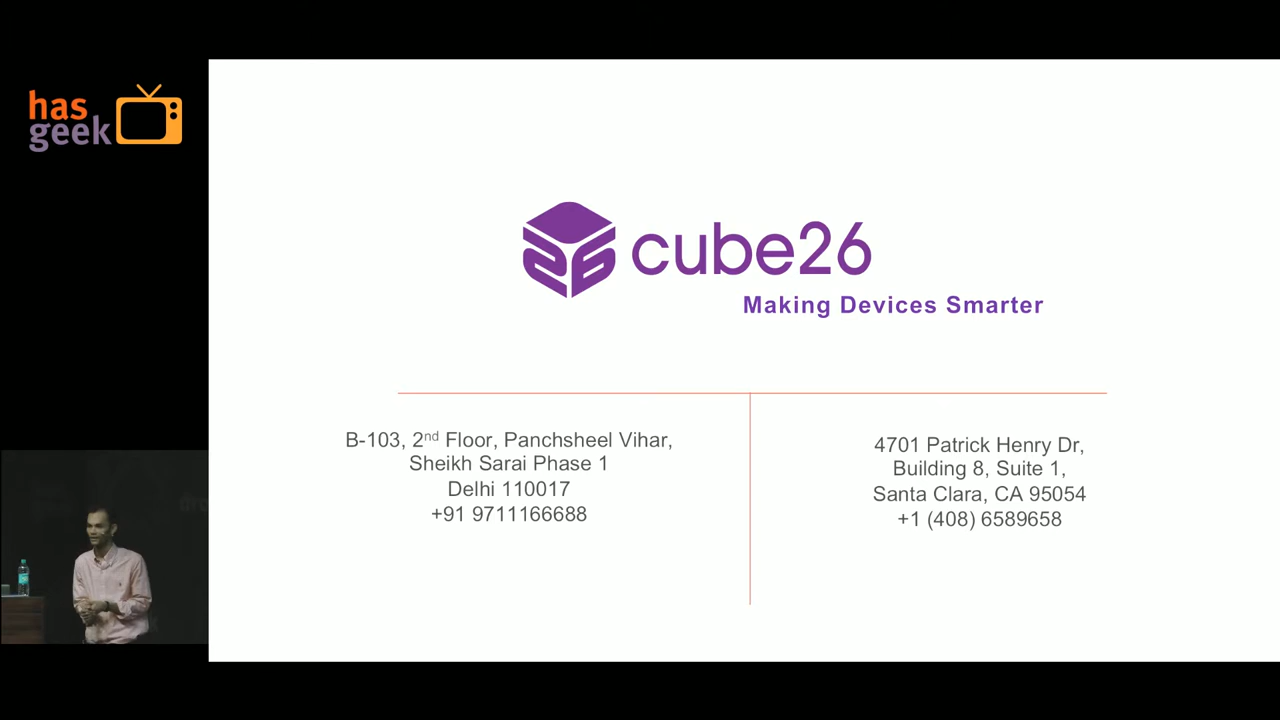 has
geek
cube26
Making Devices Smarter
B-103, 2nd Floor, Panchsheel Vihar,
Sheikh Sarai Phase 1
Delhi 110017
+91 9711166688
4701 Patrick Henry Dr,
Building 8, Suite 1,
Santa Clara, CA 95054
+1 (408) 6589658